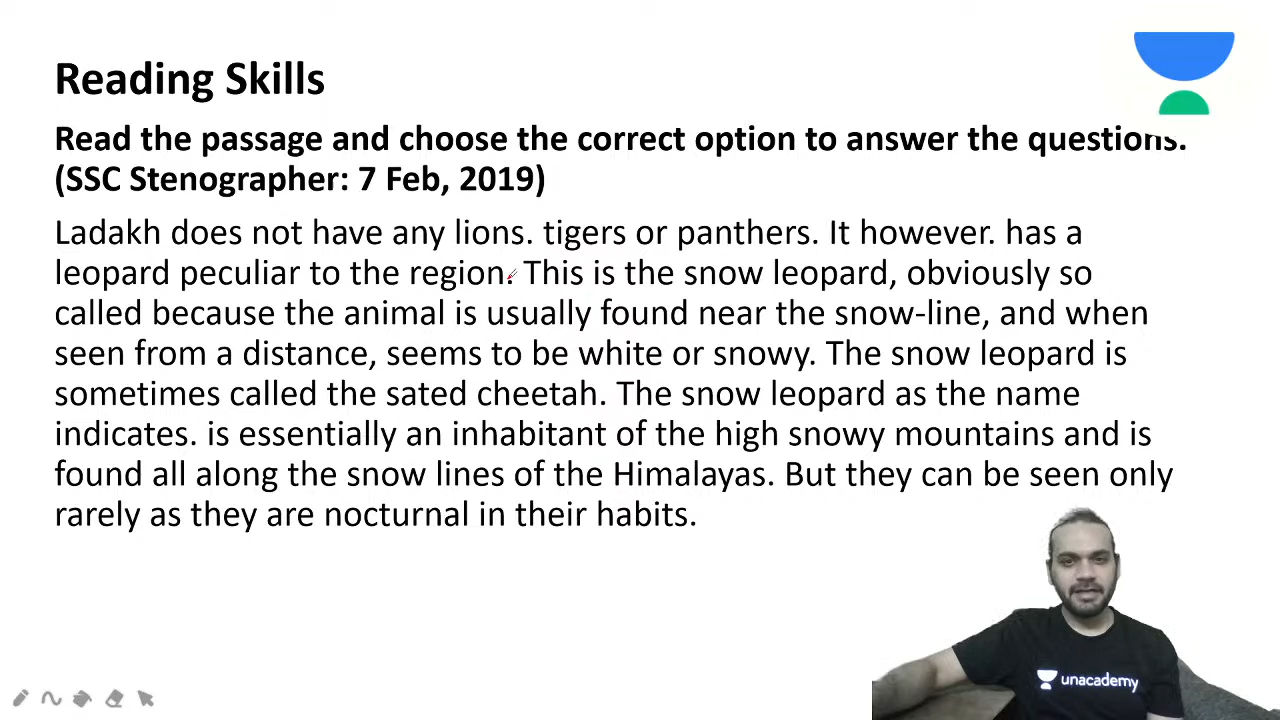 Reading Skills
Read the passage and choose the correct option to answer the questions.
(SSC Stenographer: 7 Feb, 2019)
Ladakh does not have any lions. tigers or panthers. It however. has a
leopard peculiar to the region. This is the snow leopard, obviously so
called because the animal is usually found near the snow-line, and when
seen from a distance, seems to be white or snowy. The snow leopard is
sometimes called the sated cheetah. The snow leopard as the name
indicates. is essentially an inhabitant of the high snowy mountains and is
found all along the snow lines of the Himalayas. But they can be seen only
rarely as they are nocturnal in their habits.
unacademy